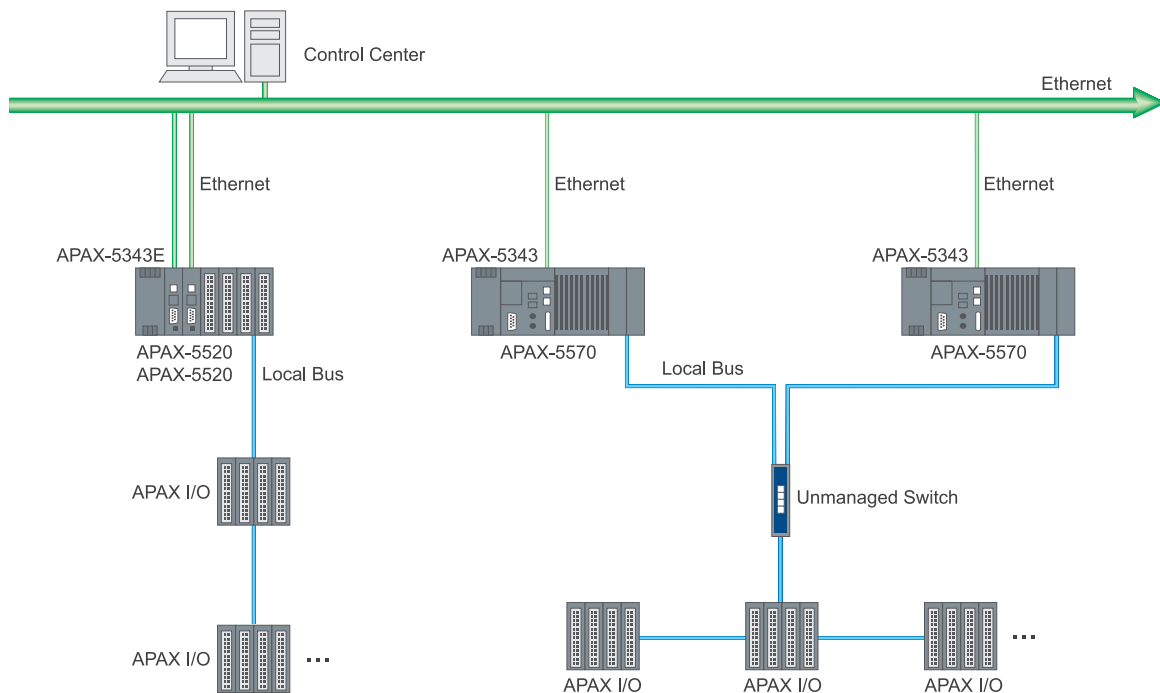 Control Center
Ethernet
Ethernet
Ethernet
Ethernet
APAX-5343E
APAX-5343
APAX-5343
APAX-5520
APAX-5520
APAX-5570
APAX-5570
Local Bus
Local Bus
APAX I/O
Unmanaged Switch
APAX I/O
...
...
APAX I/O
APAX I/O
APAX I/O